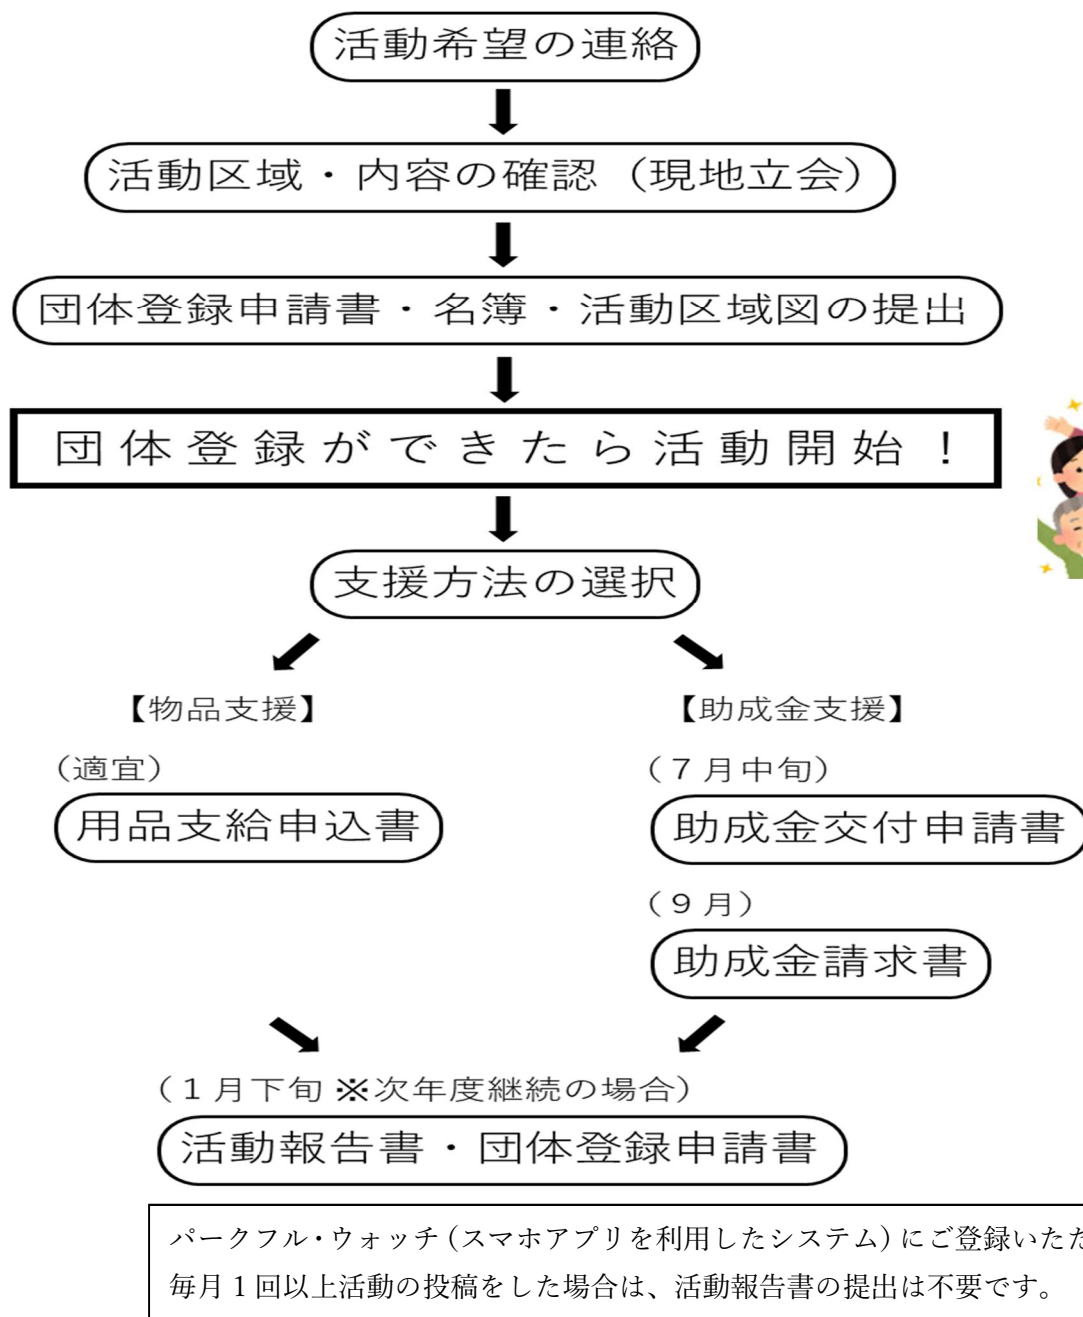 活動希望の連絡
活動区域・内容の確認（現地立会）
団体登録申請書・名簿・活動区域図の提出
団体登録ができたら活動開始！
支援方法の選択
【物品支援】
【助成金支援】
（適宜）
（７月中旬）
用品支給申込書
助成金交付申請書
（９月）
助成金請求書
（１月下旬 ※次年度継続の場合）
活動報告書・団体登録申請書
パークフル・ウォッチ（スマホアプリを利用したシステム）にご登録いただ
毎月１回以上活動の投稿をした場合は、活動報告書の提出は不要です。